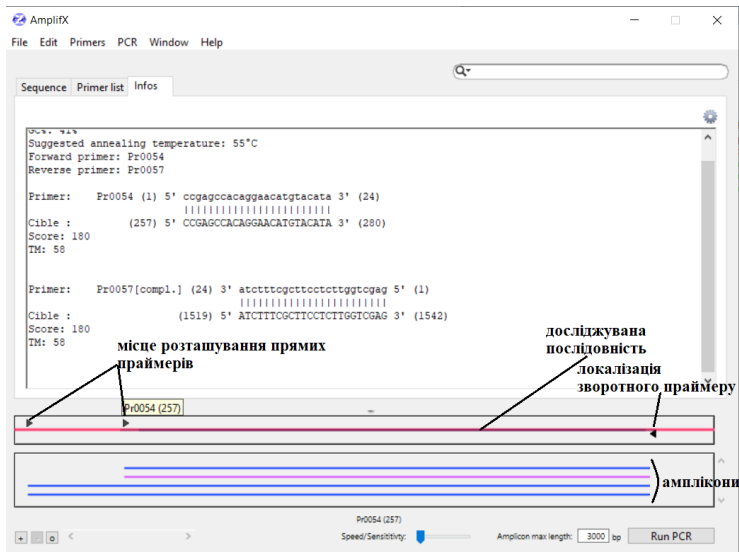 AmplifX
File Edit Primers PCR Window Help
Sequence Primer list Infos
GC%: 41%
Suggested annealing temperature: 55°C
Forward primer: Pr0054
Reverse primer: Pr0057
Primer: Pr0054 (1) 5' ccgagccacaggaacatgtacata 3' (24)
||||||||||||||||||||||||
Cible : (257) 5' CCGAGCCACAGGAACATGTACATA 3' (280)
Score: 180
TM: 58
Primer: Pr0057[compl.] (24) 3' atctttcgcttcctcttggtcgag 5' (1)
||||||||||||||||||||||||
Cible : (1519) 5' ATCTTTCGCTTCCTCTTGGTCGAG 3' (1542)
Score: 180
TM: 58
місце розташування прямих
праймерів
досліджувана
послідовність
локалізація
зворотного праймеру
Pr0054 (257)
амплікони
Pr0054 (257)
+ - o < > Speed/Sensititivty: Amplicon max length: 3000 bp Run PCR